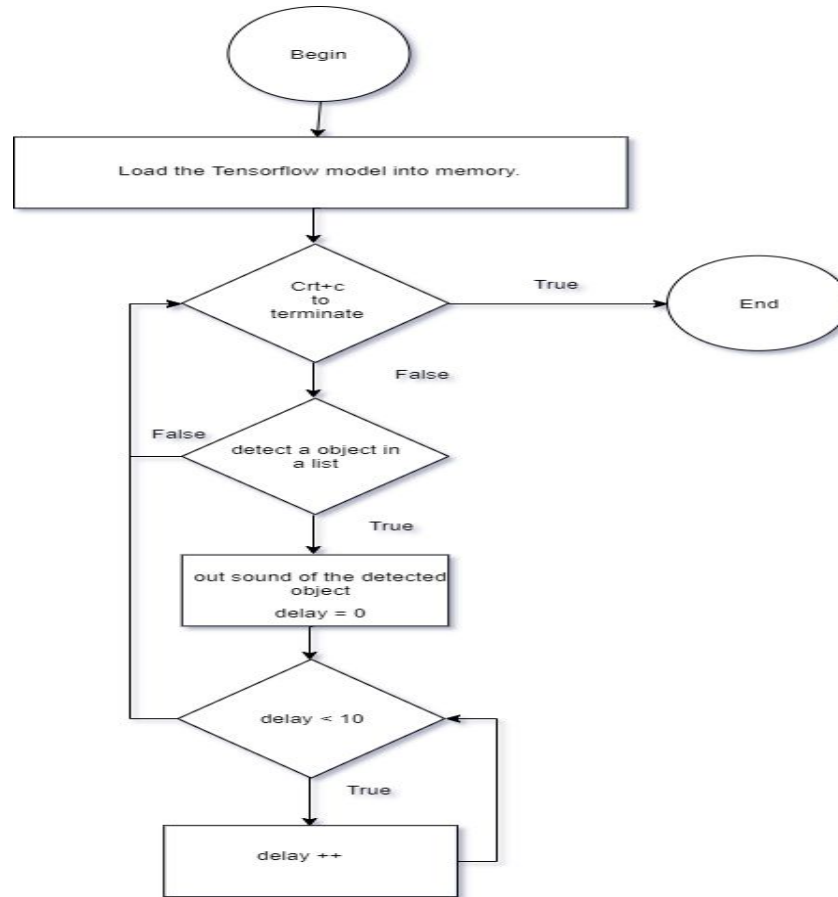 Begin
Load the Tensorflow model into memory.
Crt+c
to
terminate
True
End
False
False
detect a object in
a list
True
out sound of the detected
object
delay = 0
delay < 10
True
delay ++